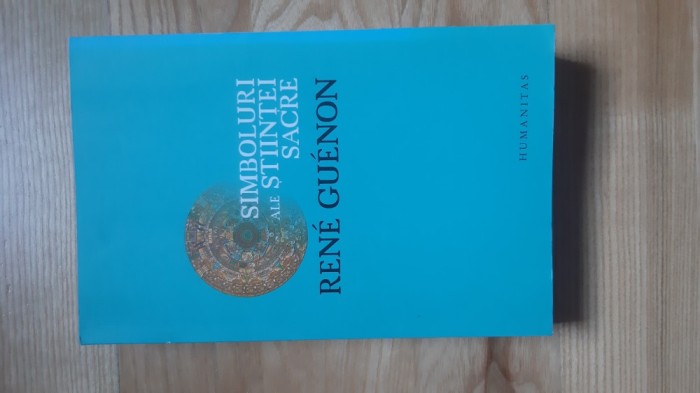 SIMBOLURI
ALE ȘTIINȚEI
SACRE
RENÉ GUÉNON
HUMANITAS